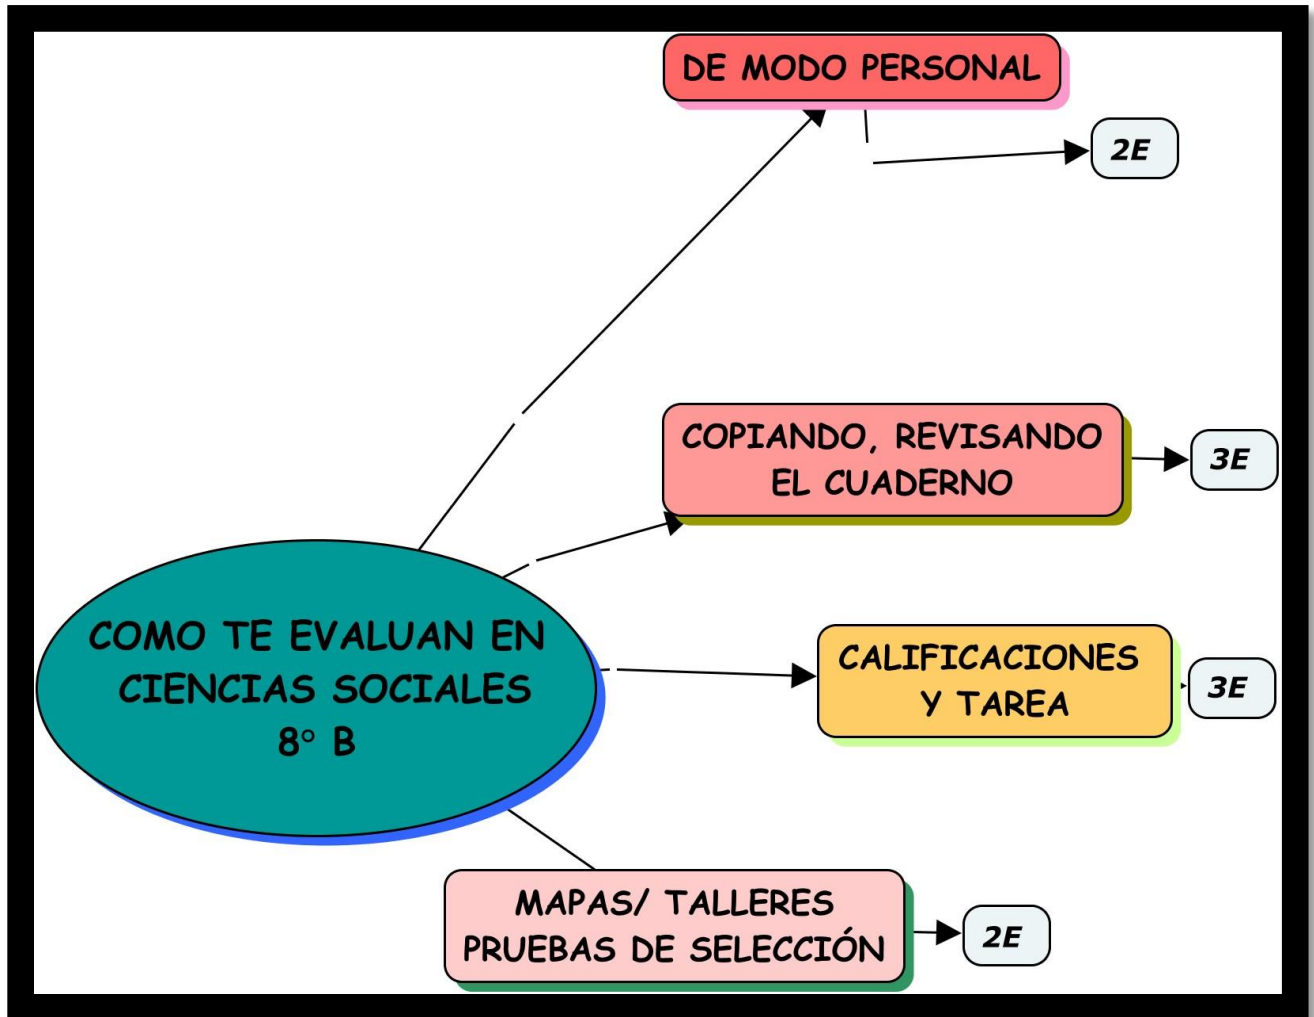 DE MODO PERSONAL
2E
COPIANDO, REVISANDO
EL CUADERNO
3E
COMO TE EVALUAN EN
CIENCIAS SOCIALES
8° B
CALIFICACIONES
Y TAREA
3E
MAPAS/ TALLERES
PRUEBAS DE SELECCIÓN
2E